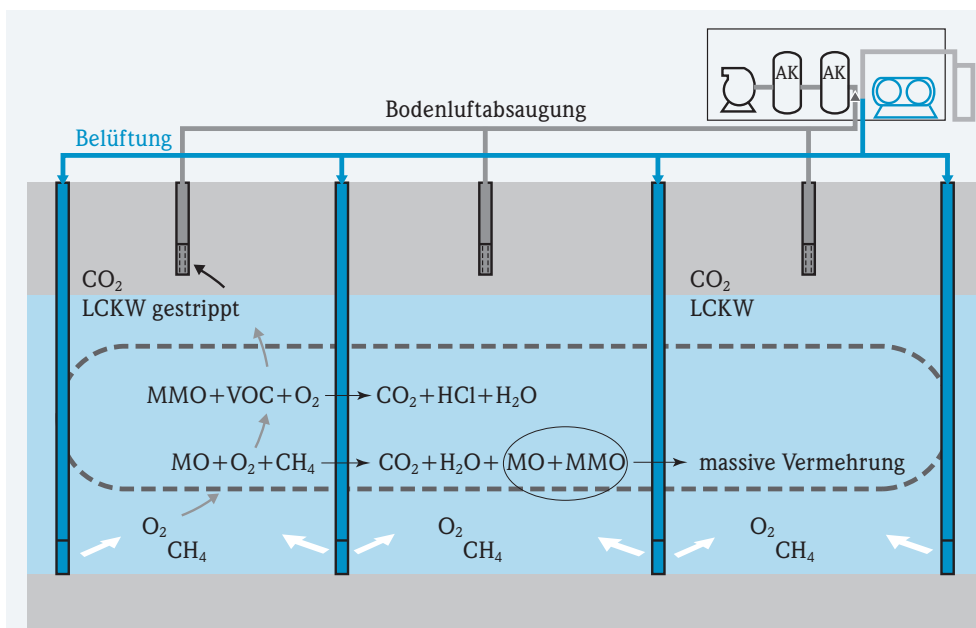 AK
AK
Bodenluftabsaugung
Belüftung
CO₂
LCKW gestrippt
CO₂
LCKW
MMO+VOC+O₂ → CO₂+HCl+H₂O
MO+O₂+CH₄ → CO₂+H₂O+ MO+MMO → massive Vermehrung
O₂
CH₄
O₂
CH₄
O₂
CH₄